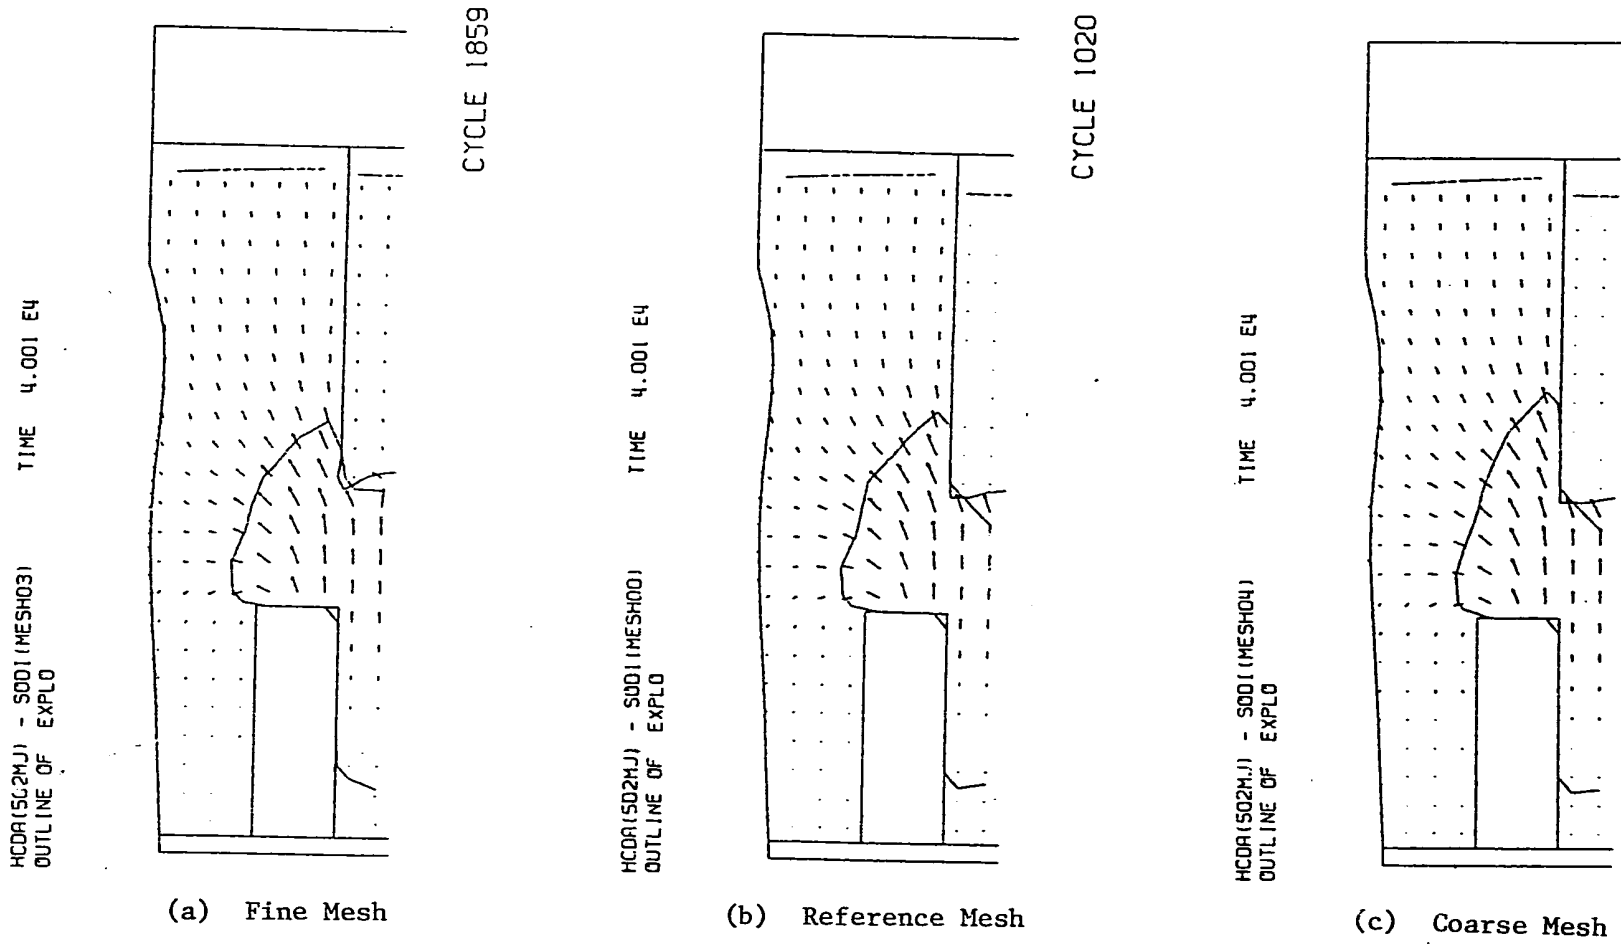 HCDA(502MJ) - SODI(MESH03)
OUTLINE OF EXPLO
TIME 4.001 E4
CYCLE 1859
(a) Fine Mesh
HCDA(502MJ) - SODI(MESH00)
OUTLINE OF EXPLO
TIME 4.001 E4
CYCLE 1020
(b) Reference Mesh
HCDA(502MJ) - SODI(MESH04)
OUTLINE OF EXPLO
TIME 4.001 E4
(c) Coarse Mesh